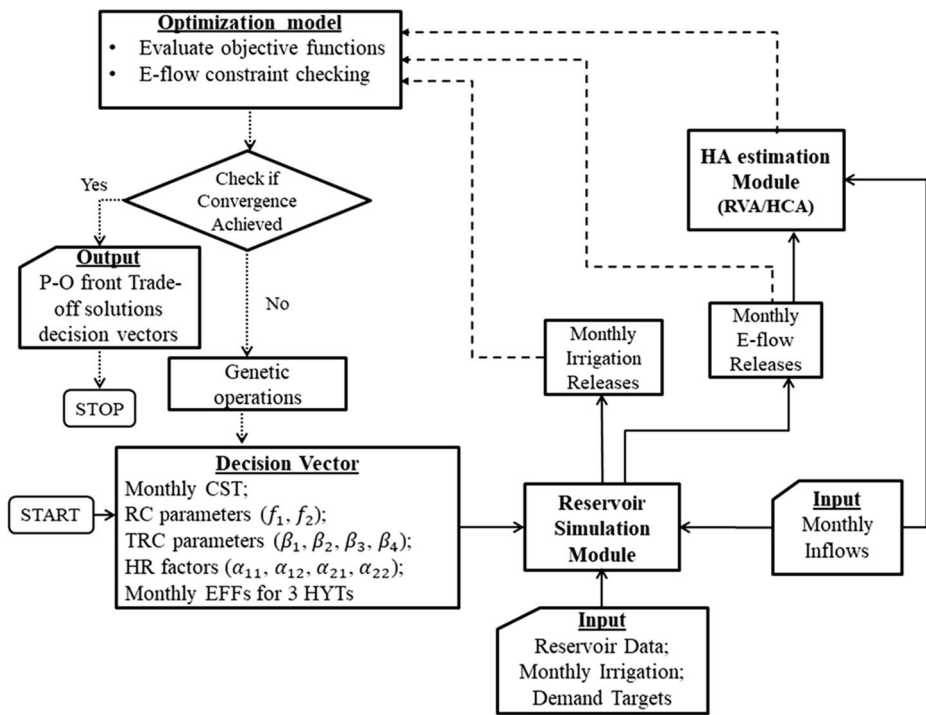 Optimization model
• Evaluate objective functions
• E-flow constraint checking
Check if
Convergence
Achieved
Yes
No
Output
P-O front Trade-
off solutions
decision vectors
STOP
Genetic
operations
START
Decision Vector
Monthly CST;
RC parameters (𝑓₁, 𝑓₂);
TRC parameters (𝛽₁, 𝛽₂, 𝛽₃, 𝛽₄);
HR factors (𝛼₁₁, 𝛼₁₂, 𝛼₂₁, 𝛼₂₂);
Monthly EFFs for 3 HYTs
HA estimation
Module
(RVA/HCA)
Monthly
Irrigation
Releases
Monthly
E-flow
Releases
Reservoir
Simulation
Module
Input
Monthly
Inflows
Input
Reservoir Data;
Monthly Irrigation;
Demand Targets